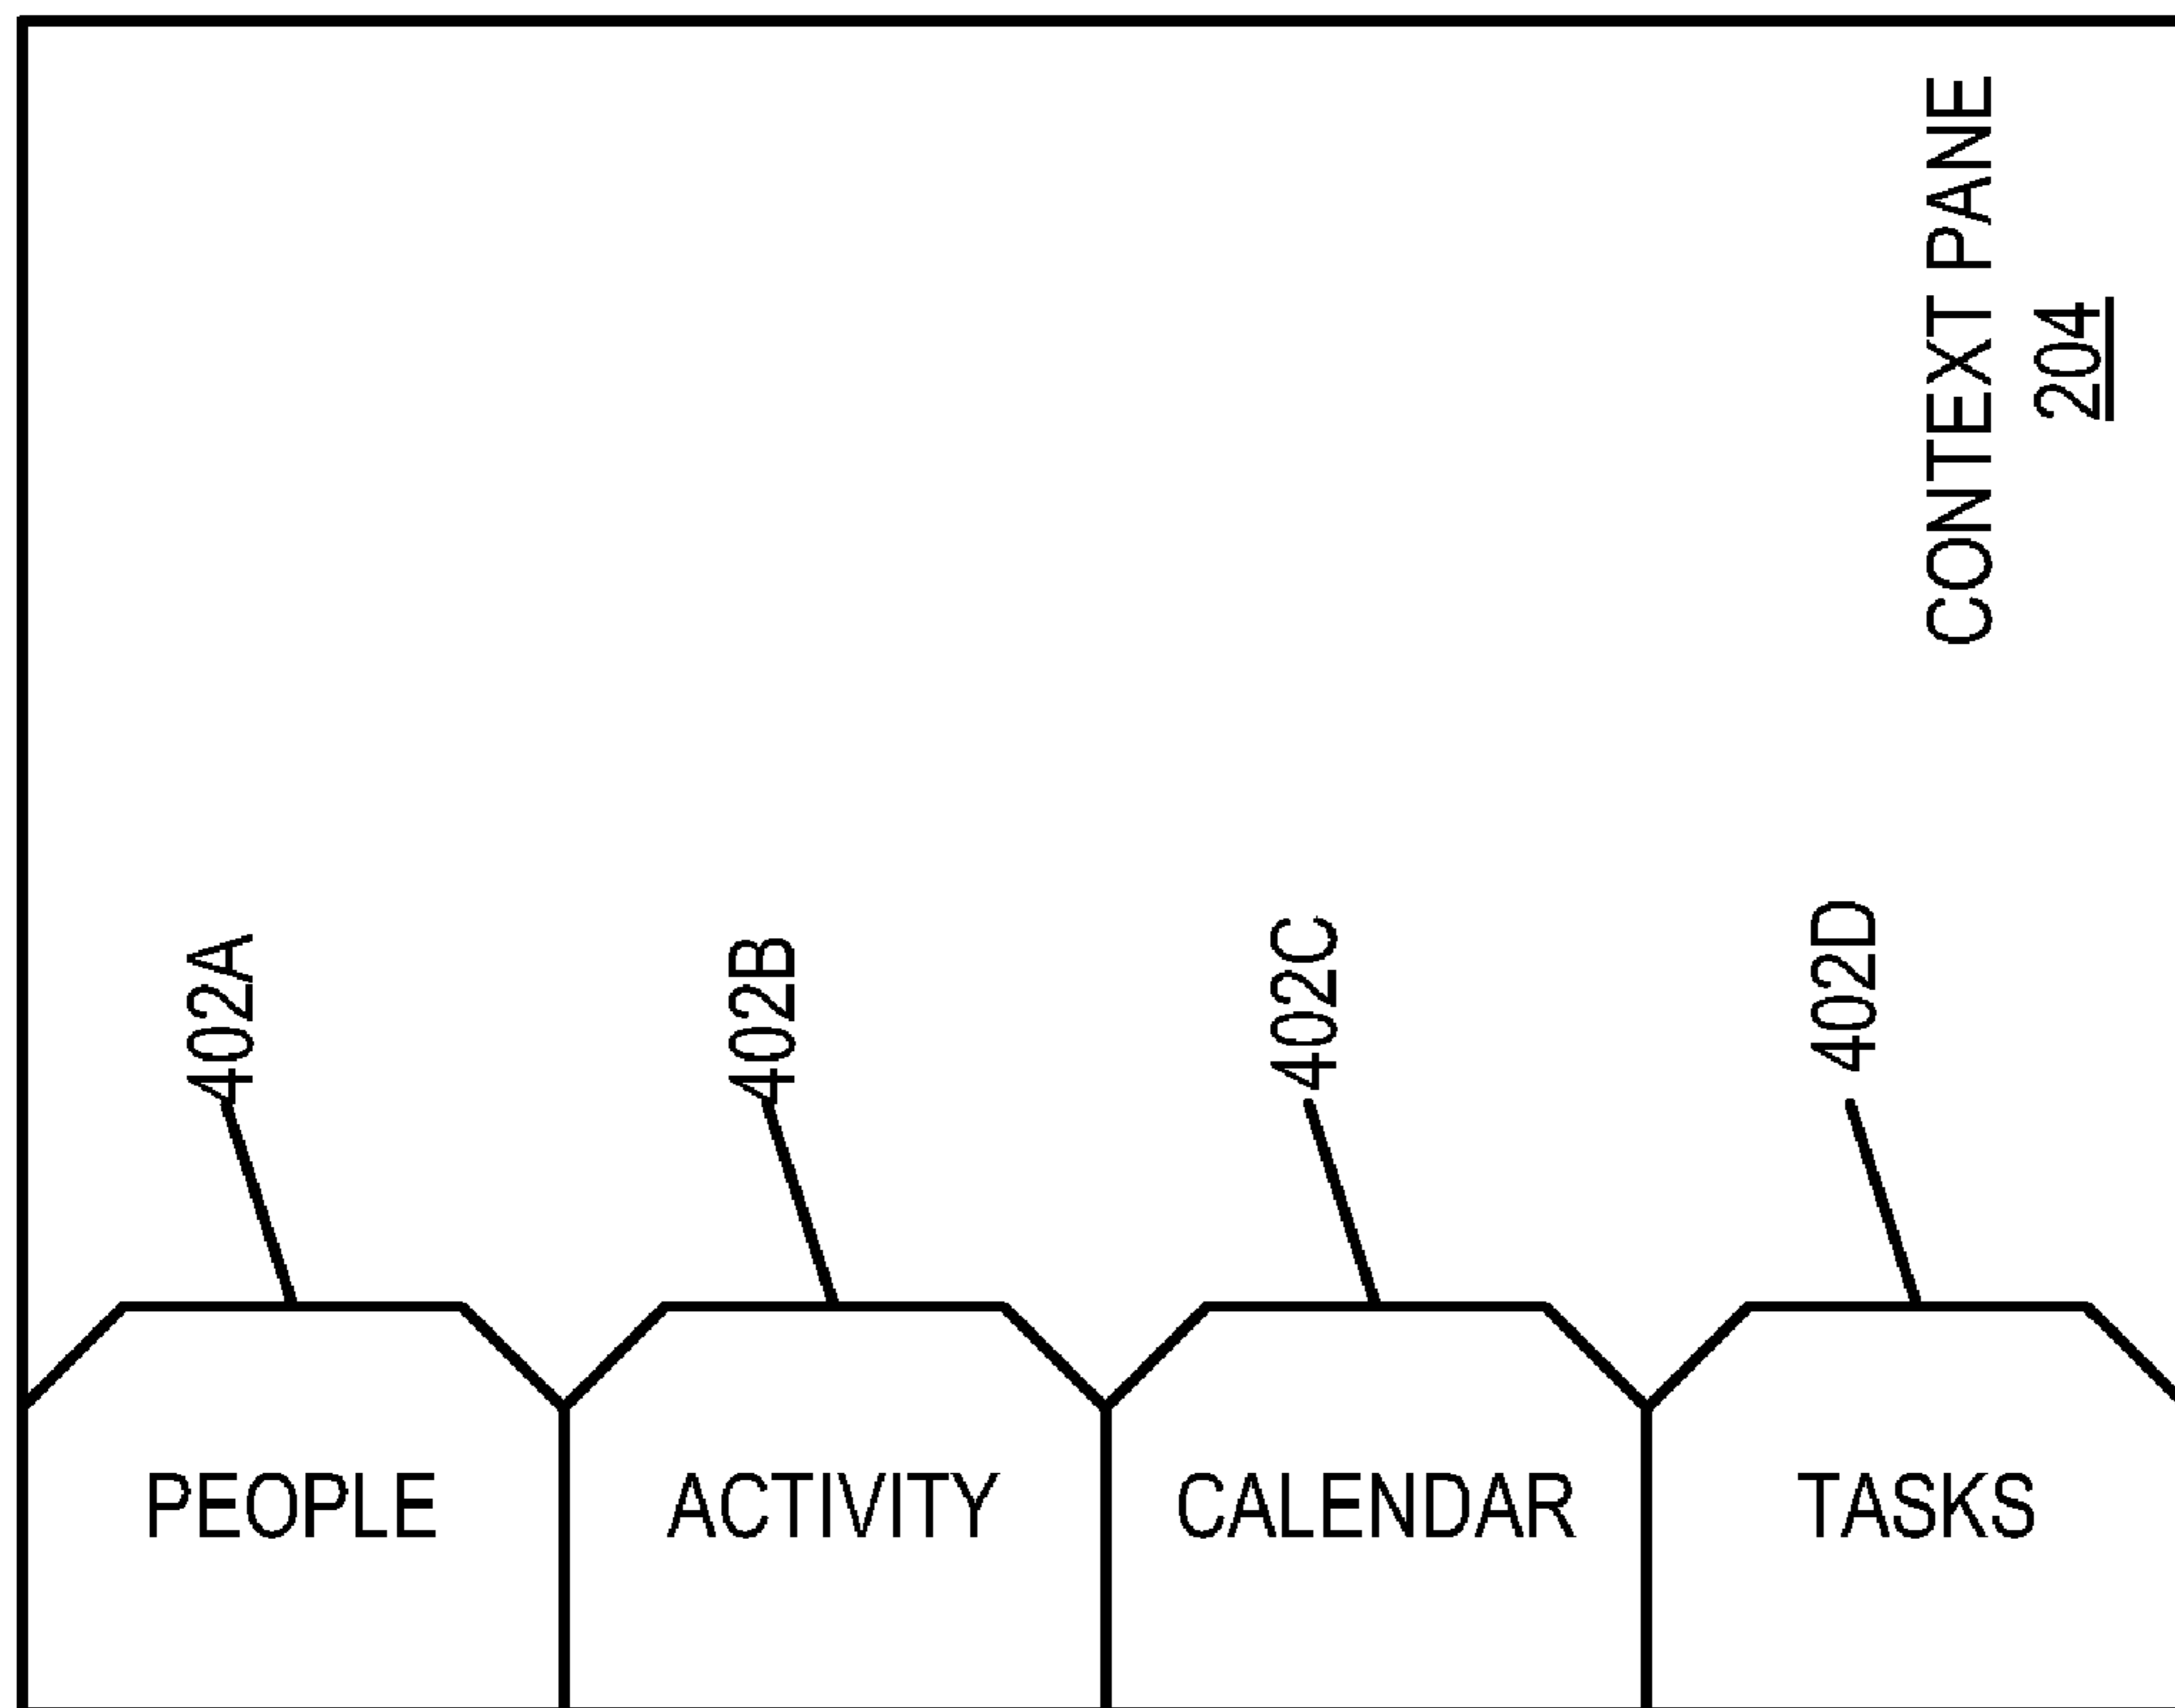 CONTEXT PANE
204
402A
402B
402C
402D
PEOPLE
ACTIVITY
CALENDAR
TASKS